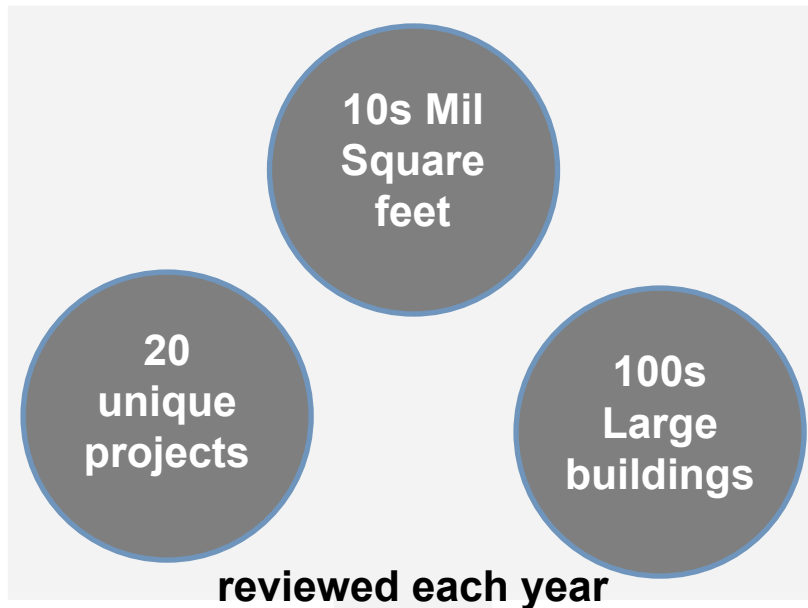 10s Mil
Square
feet
20
unique
projects
100s
Large
buildings
reviewed each year